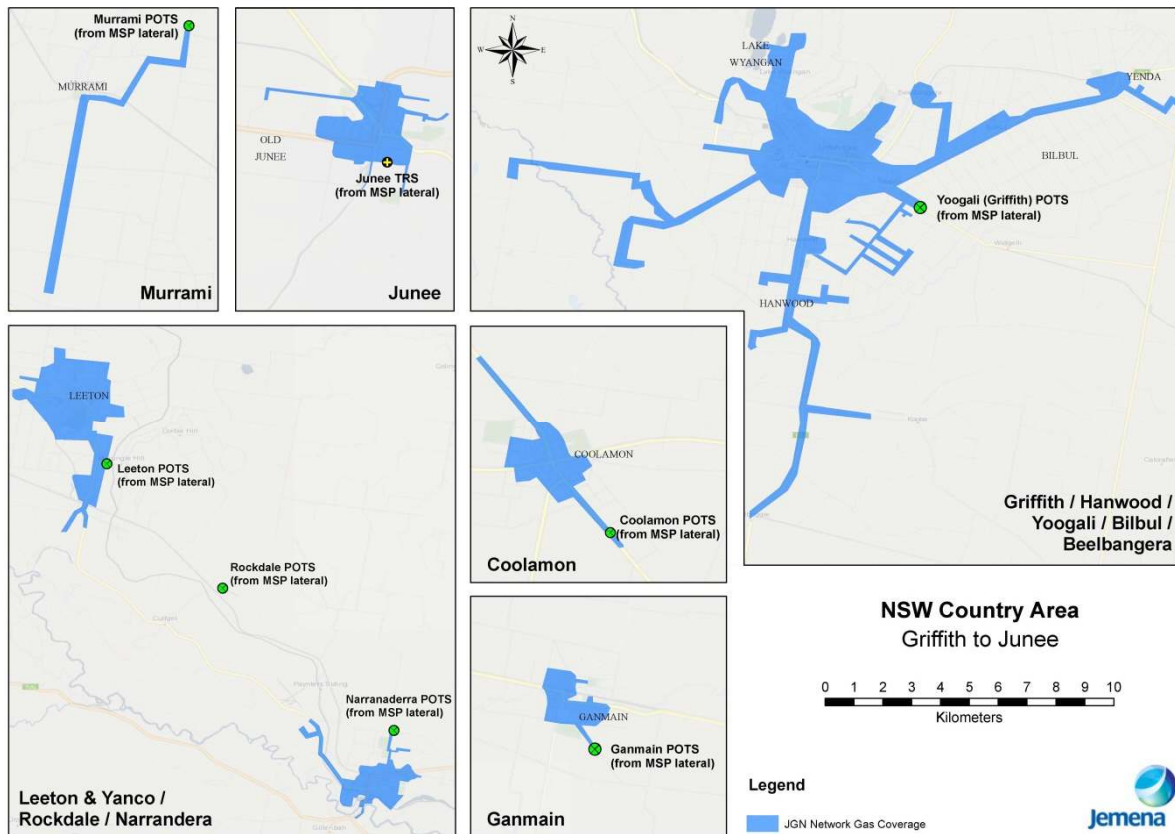 Murrami POTS
(from MSP lateral)
MURRAMI
Murrami
OLD
JUNEE
Junee TRS
(from MSP lateral)
Junee
N
W
E
S
LAKE
WYANGAN
YENDA
BILBUL
Yoogali (Griffith) POTS
(from MSP lateral)
HANWOOD
Griffith / Hanwood /
Yoogali / Bilbul /
Beelbangera
LEETON
Leeton POTS
(from MSP lateral)
Rockdale POTS
(from MSP lateral)
Narranaderra POTS
(from MSP lateral)
Leeton & Yanco /
Rockdale / Narrandera
COOLAMON
Coolamon POTS
(from MSP lateral)
Coolamon
GANMAIN
Ganmain POTS
(from MSP lateral)
Ganmain
NSW Country Area
Griffith to Junee
0 1 2 3 4 5 6 7 8 9 10
Kilometers
Legend
JGN Network Gas Coverage
Jemena